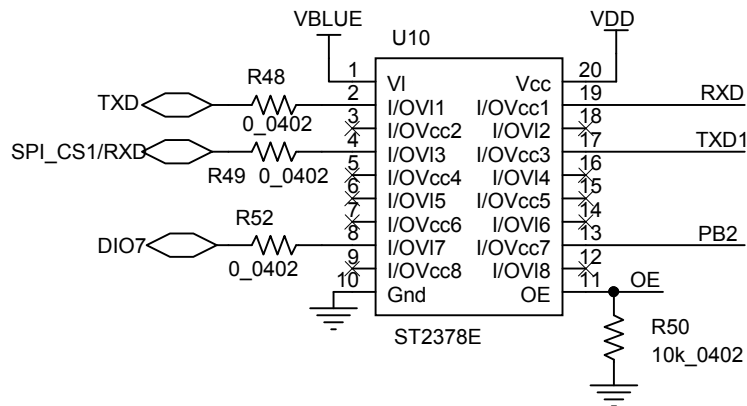 VBLUE
VDD
U10
R48
1
VI
Vcc
20
TXD
2
I/OVI1
I/OVcc1
19
RXD
0_0402
3
I/OVcc2
I/OVI2
18
SPI_CS1/RXD
4
I/OVI3
I/OVcc3
17
TXD1
R49
0_0402
5
I/OVcc4
I/OVI4
16
6
I/OVI5
I/OVcc5
15
R52
7
I/OVcc6
I/OVI6
14
DIO7
8
I/OVI7
I/OVcc7
13
PB2
0_0402
9
I/OVcc8
I/OVI8
12
10
Gnd
OE
11
OE
ST2378E
R50
10k_0402